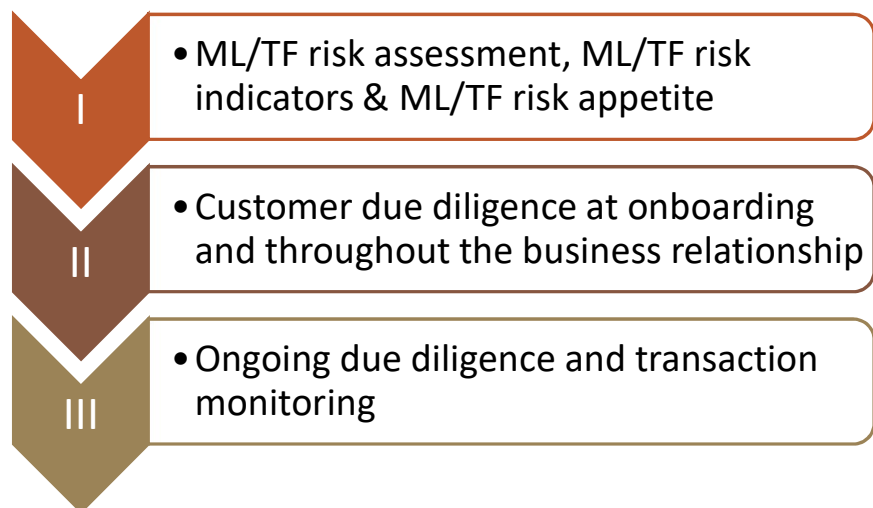 I
• ML/TF risk assessment, ML/TF risk
indicators & ML/TF risk appetite
II
• Customer due diligence at onboarding
and throughout the business relationship
III
• Ongoing due diligence and transaction
monitoring